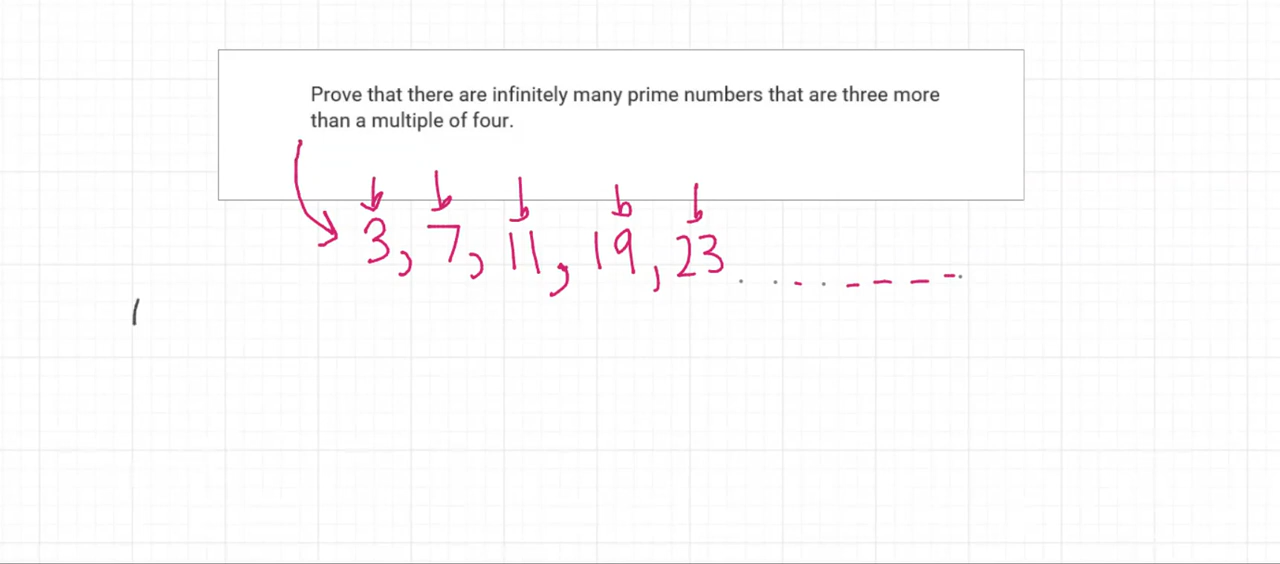 Prove that there are infinitely many prime numbers that are three more
than a multiple of four.
3, 7, 11, 19, 23 . . - . - - - - .